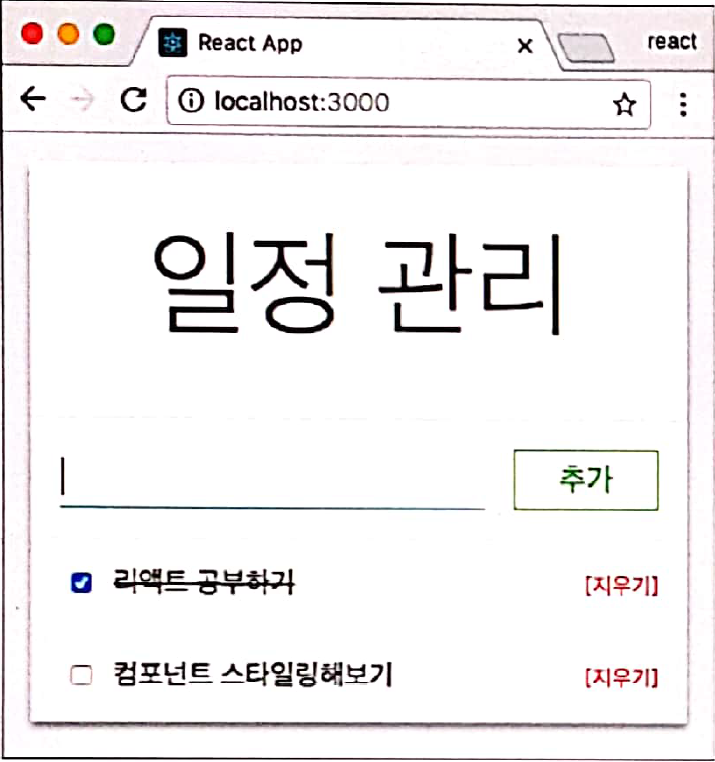 React App
react
localhost:3000
일정 관리
추가
리액트 공부하기
[지우기]
컴포넌트 스타일링해보기
[지우기]